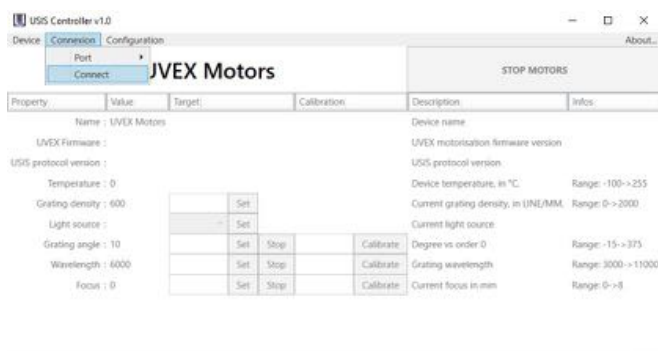 USIS Controller v1.0
Device Connexion Configuration About...
Port
Connect
UVEX Motors
STOP MOTORS
Property Value Target: Calibration Description Infos
Name : UVEX Motors Device name
UVEX Firmware : UVEX motorisation firmware version
USIS protocol version : USIS protocol version
Temperature : 0 Device temperature, in °C. Range: -100->255
Grating density : 600 Set Current grating density, in LINE/MM. Range: 0->2000
Light source : Set Current light source
Grating angle : 10 Set Stop Calibrate Degree vs order 0 Range: -15->375
Wavelength : 6000 Set Stop Calibrate Grating wavelength Range: 3000->11000
Focus : 0 Set Stop Calibrate Current focus in mm Range: 0->8